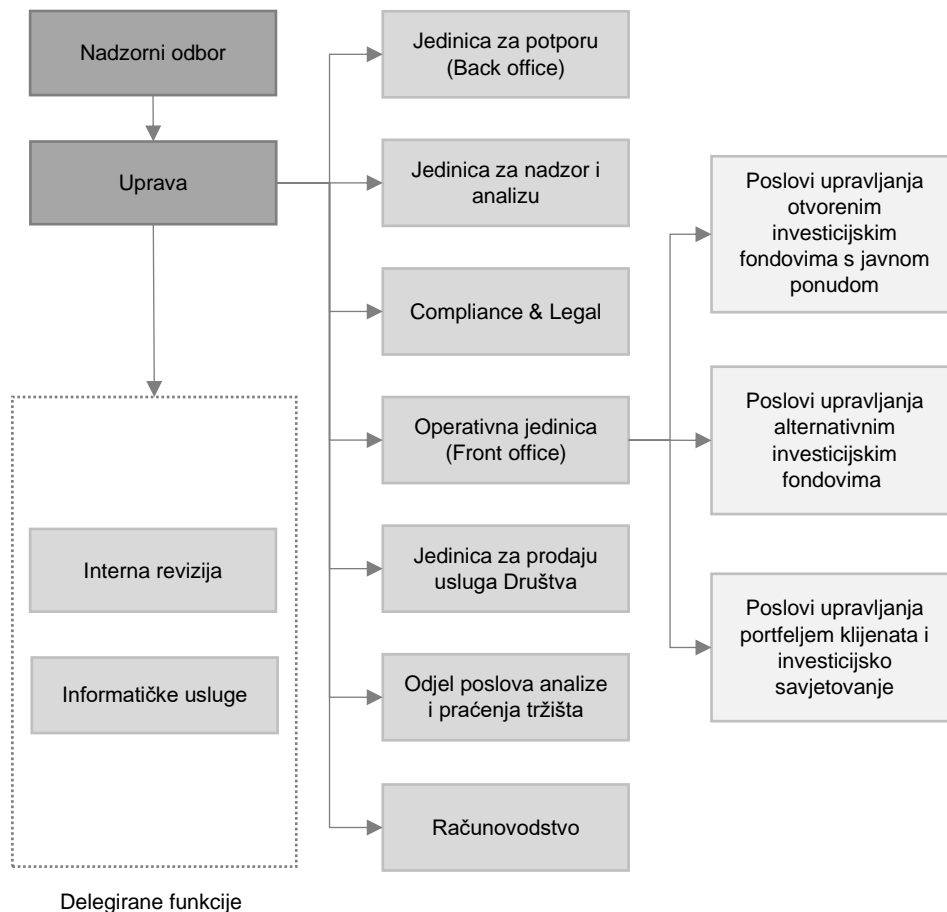 Nadzorni odbor
Uprava
Interna revizija
Informatičke usluge
Delegirane funkcije
Jedinica za potporu
(Back office)
Jedinica za nadzor i
analizu
Compliance & Legal
Operativna jedinica
(Front office)
Jedinica za prodaju
usluga Društva
Odjel poslova analize
i praćenja tržišta
Računovodstvo
Poslovi upravljanja
otvorenim
investicijskim
fondovima s javnom
ponudom
Poslovi upravljanja
alternativnim
investicijskim
fondovima
Poslovi upravljanja
portfeljem klijenata i
investicijsko
savjetovanje